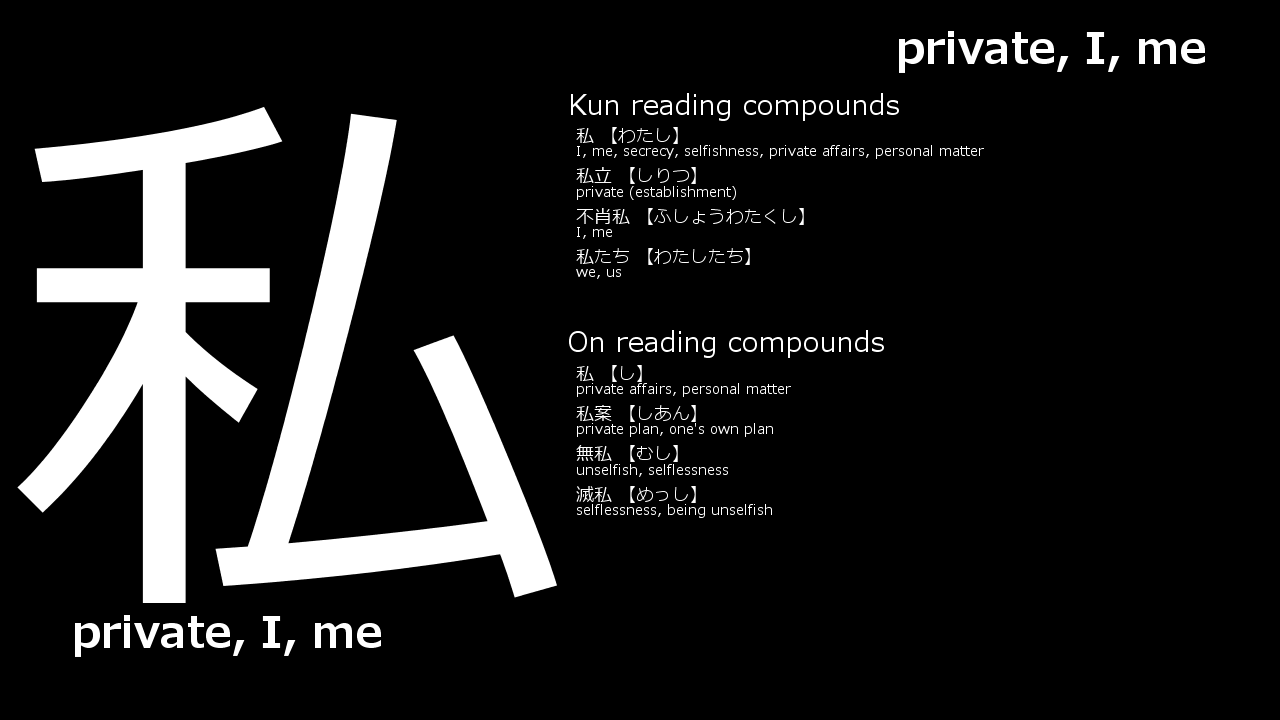 private, I, me
私
Kun reading compounds
私 【わたし】
I, me, secrecy, selfishness, private affairs, personal matter
私立 【しりつ】
private (establishment)
不肖私 【ふしょうわたくし】
I, me
私たち 【わたしたち】
we, us
On reading compounds
私 【し】
private affairs, personal matter
私案 【しあん】
private plan, one's own plan
無私 【むし】
unselfish, selflessness
滅私 【めっし】
selflessness, being unselfish
private, I, me